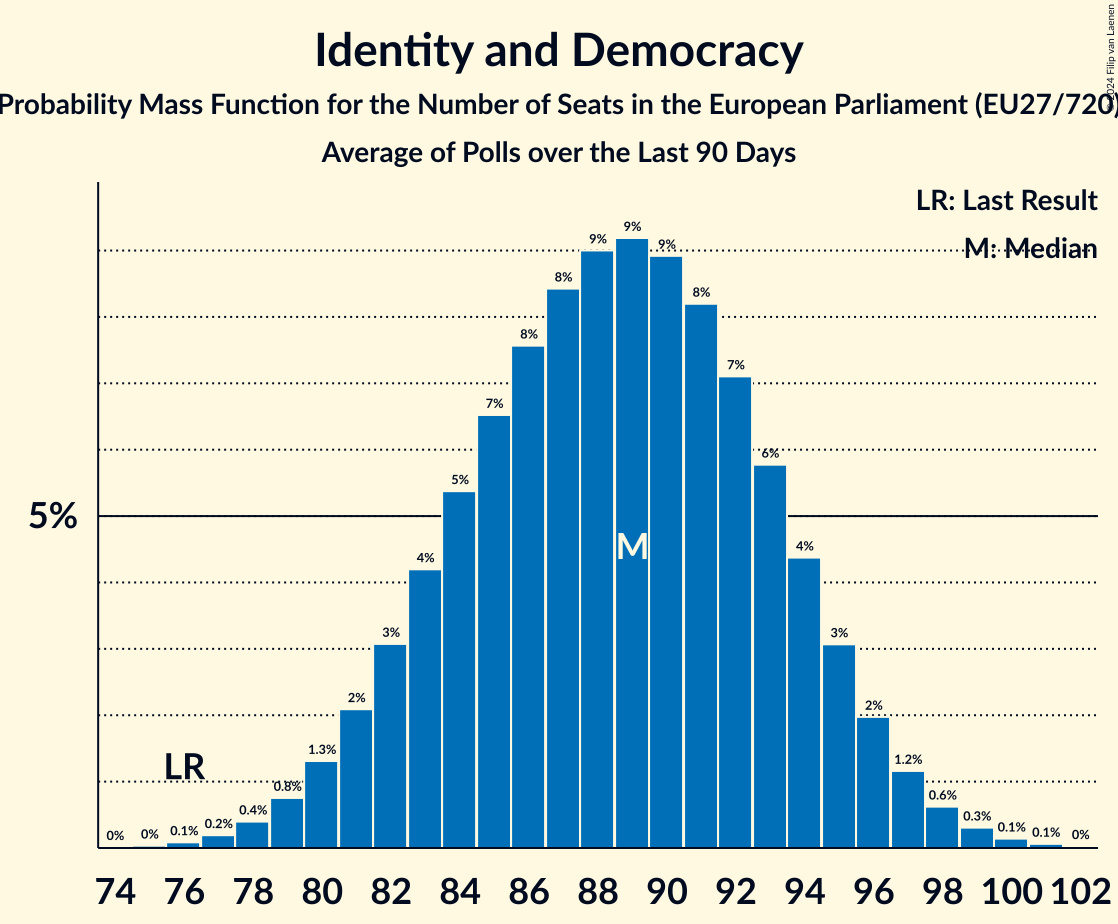 Identity and Democracy
Probability Mass Function for the Number of Seats in the European Parliament (EU27/720)
Average of Polls over the Last 90 Days
LR: Last Result
M: Median
5%
LR
M
0% 0% 0.1% 0.2% 0.4% 0.8% 1.3% 2% 3% 4% 5% 7% 8% 8% 9% 9% 9% 8% 7% 6% 4% 3% 2% 1.2% 0.6% 0.3% 0.1% 0.1% 0%
74 76 78 80 82 84 86 88 90 92 94 96 98 100 102
©2024 Filip van Laenen